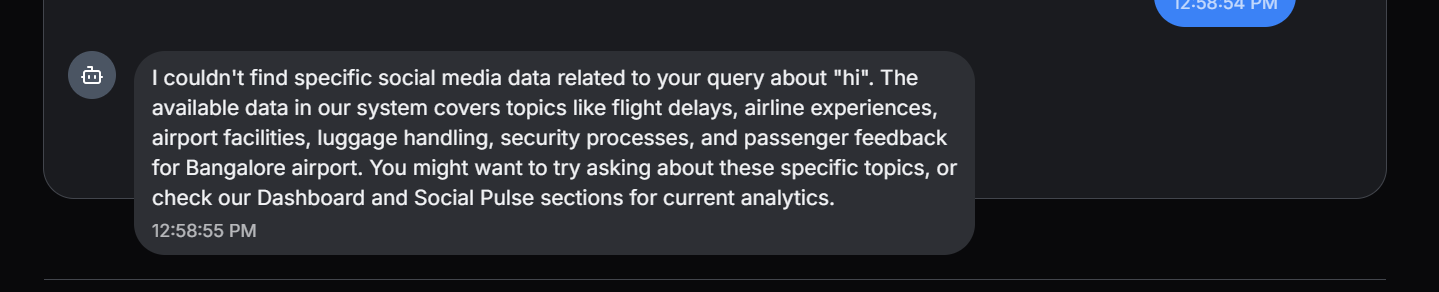 12:58:54 PM
I couldn't find specific social media data related to your query about "hi". The
available data in our system covers topics like flight delays, airline experiences,
airport facilities, luggage handling, security processes, and passenger feedback
for Bangalore airport. You might want to try asking about these specific topics, or
check our Dashboard and Social Pulse sections for current analytics.
12:58:55 PM